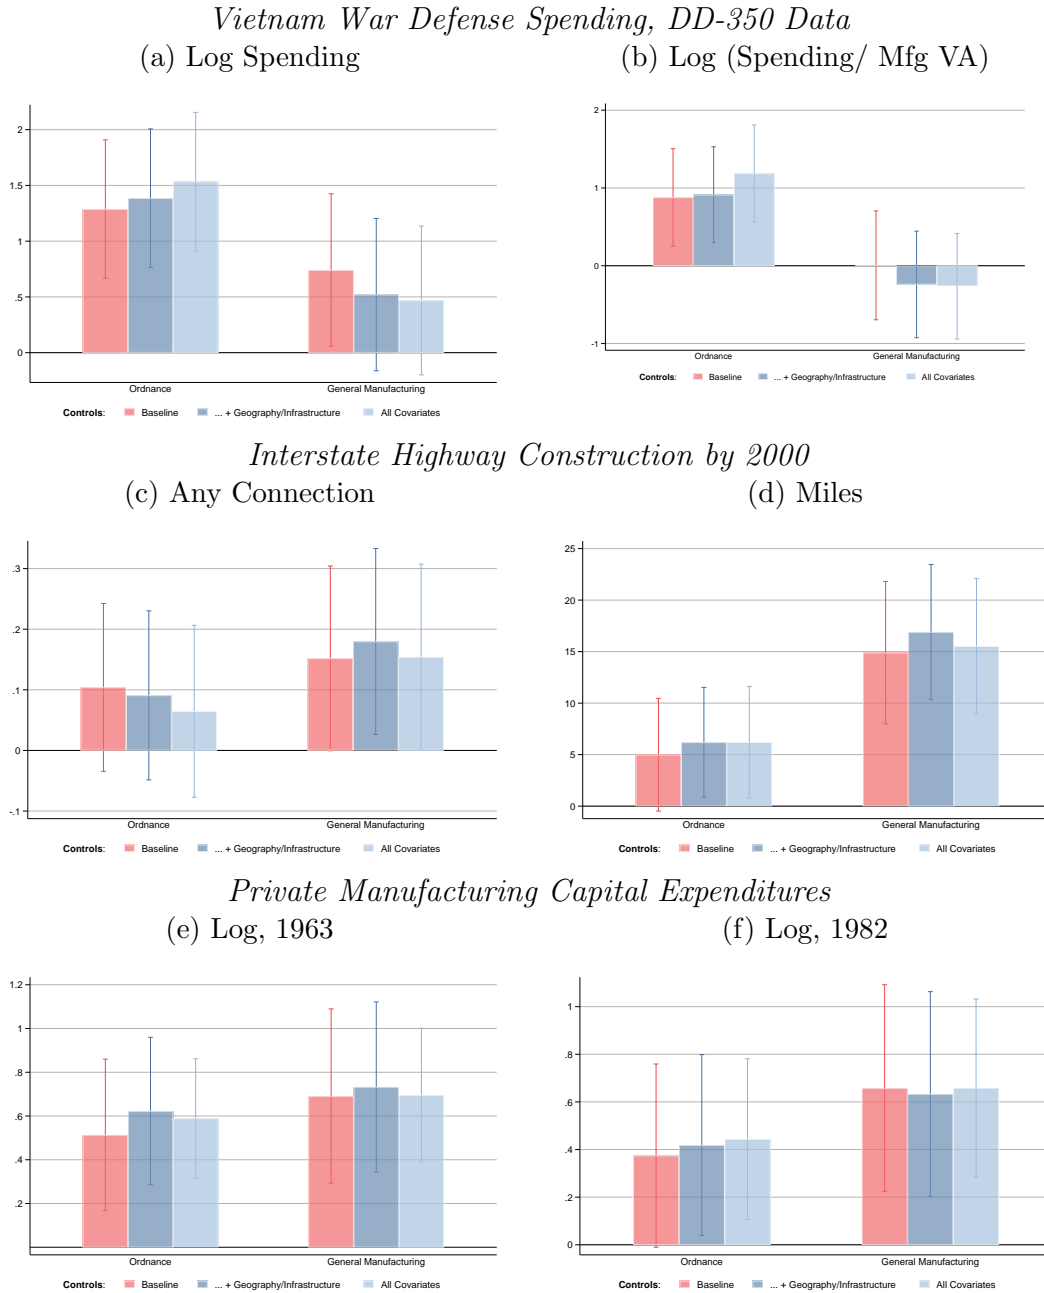 Vietnam War Defense Spending, DD-350 Data
(a) Log Spending
(b) Log (Spending/ Mfg VA)
2
1.5
1
.5
0
Ordnance
General Manufacturing
Controls:
Baseline
... + Geography/Infrastructure
All Covariates
2
1
0
-1
Ordnance
General Manufacturing
Controls:
Baseline
... + Geography/Infrastructure
All Covariates
Interstate Highway Construction by 2000
(c) Any Connection
(d) Miles
.3
.2
.1
0
-.1
Ordnance
General Manufacturing
Controls:
Baseline
... + Geography/Infrastructure
All Covariates
25
20
15
10
5
0
Ordnance
General Manufacturing
Controls:
Baseline
... + Geography/Infrastructure
All Covariates
Private Manufacturing Capital Expenditures
(e) Log, 1963
(f) Log, 1982
1.2
1
.8
.6
.4
.2
Ordnance
General Manufacturing
Controls:
Baseline
... + Geography/Infrastructure
All Covariates
1
.8
.6
.4
.2
0
Ordnance
General Manufacturing
Controls:
Baseline
... + Geography/Infrastructure
All Covariates